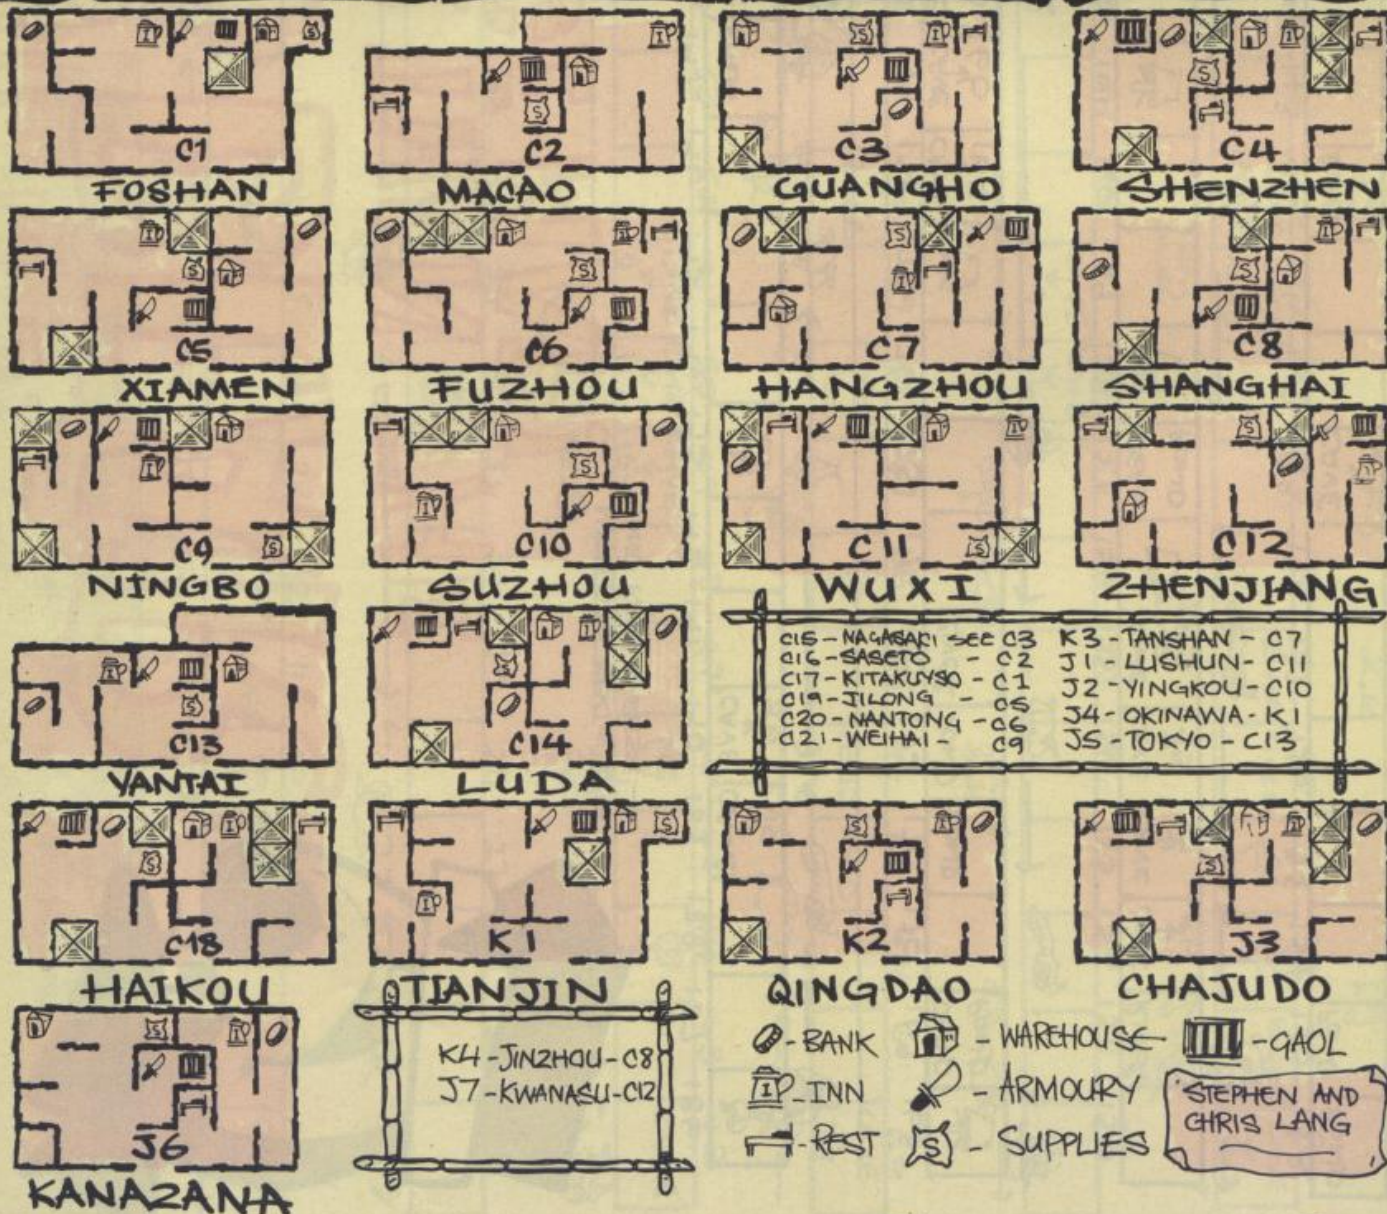 C1
FOSHAN
C2
MACAO
C3
GUANGHO
C4
SHENZHEN
C5
XIAMEN
C6
FUZHOU
C7
HANGZHOU
C8
SHANGHAI
C9
NINGBO
C10
SUZHOU
C11
WUXI
C12
ZHENJIANG
C13
YANTAI
C14
LUDA
C15 - NAGASAKI SEE C3
C16 - SASETO - C2
C17 - KITAKUYSO - C1
C19 - JILONG - C5
C20 - NANTONG - C6
C21 - WEIHAI - C9
K3 - TANSHAN - C7
J1 - LUSHUN - C11
J2 - YINGKOU - C10
J4 - OKINAWA - K1
J5 - TOKYO - C13
C18
HAIKOU
K1
TIANJIN
K2
QINGDAO
J3
CHAJUDO
J6
KANAZANA
K4 - JINZHOU - C8
J7 - KWANASU - C12
- BANK
- WAREHOUSE
- GAOL
- INN
- ARMOURY
- REST
- SUPPLIES
STEPHEN AND
CHRIS LANG